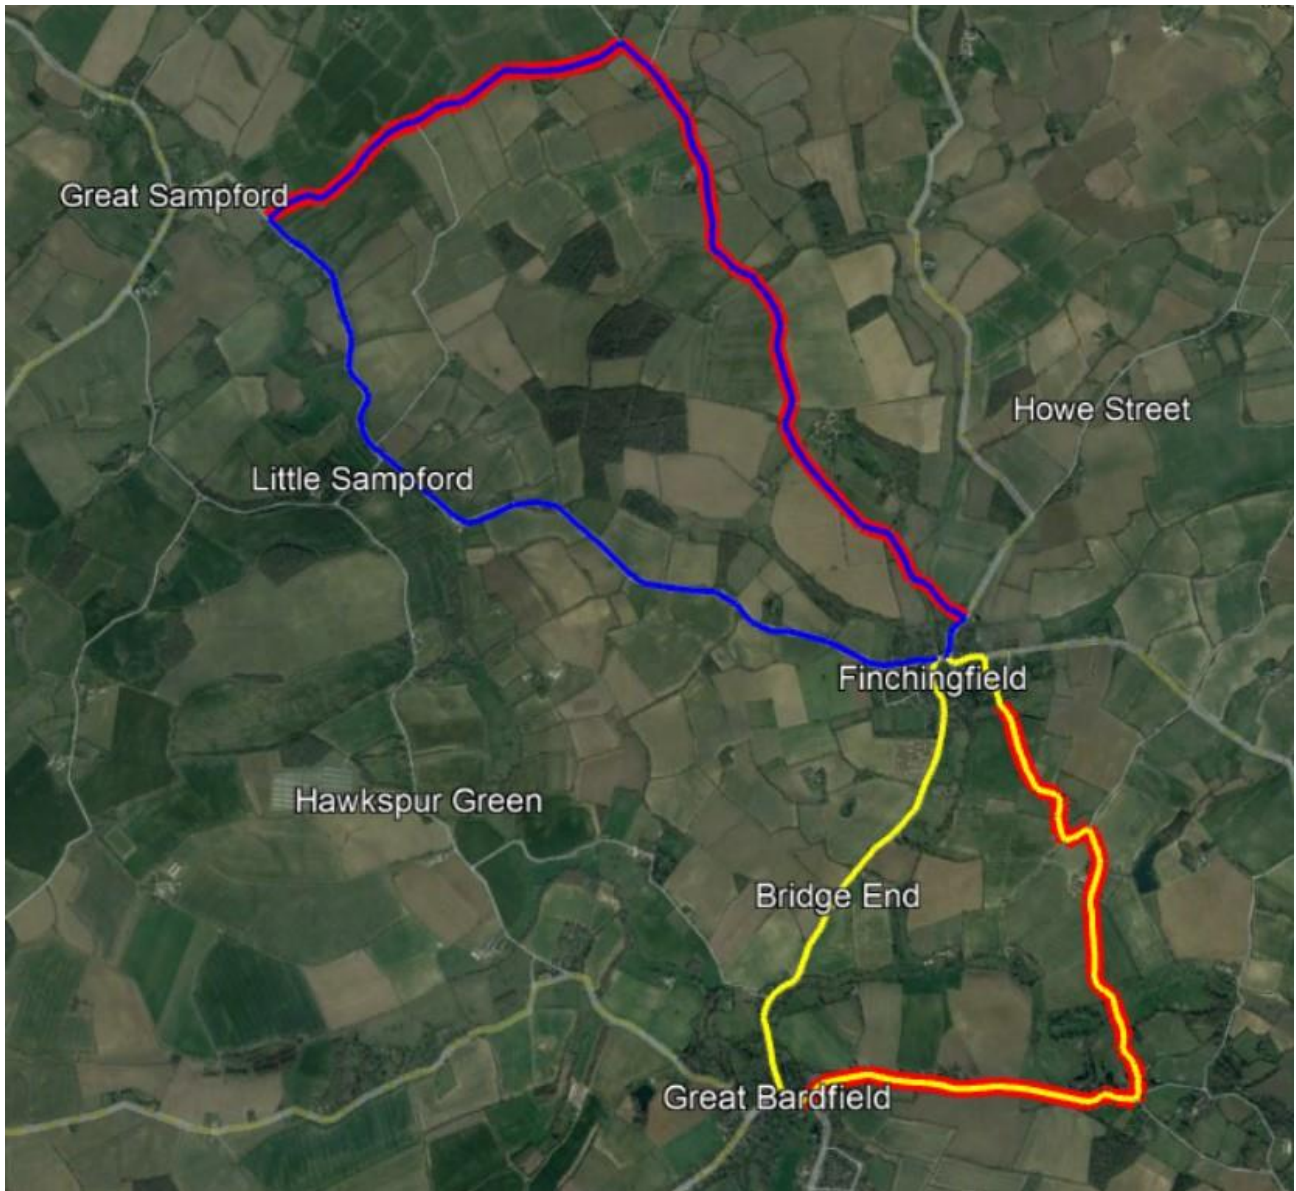 Great Sampford
Howe Street
Little Sampford
Finchingfield
Hawkspur Green
Bridge End
Great Bardfield